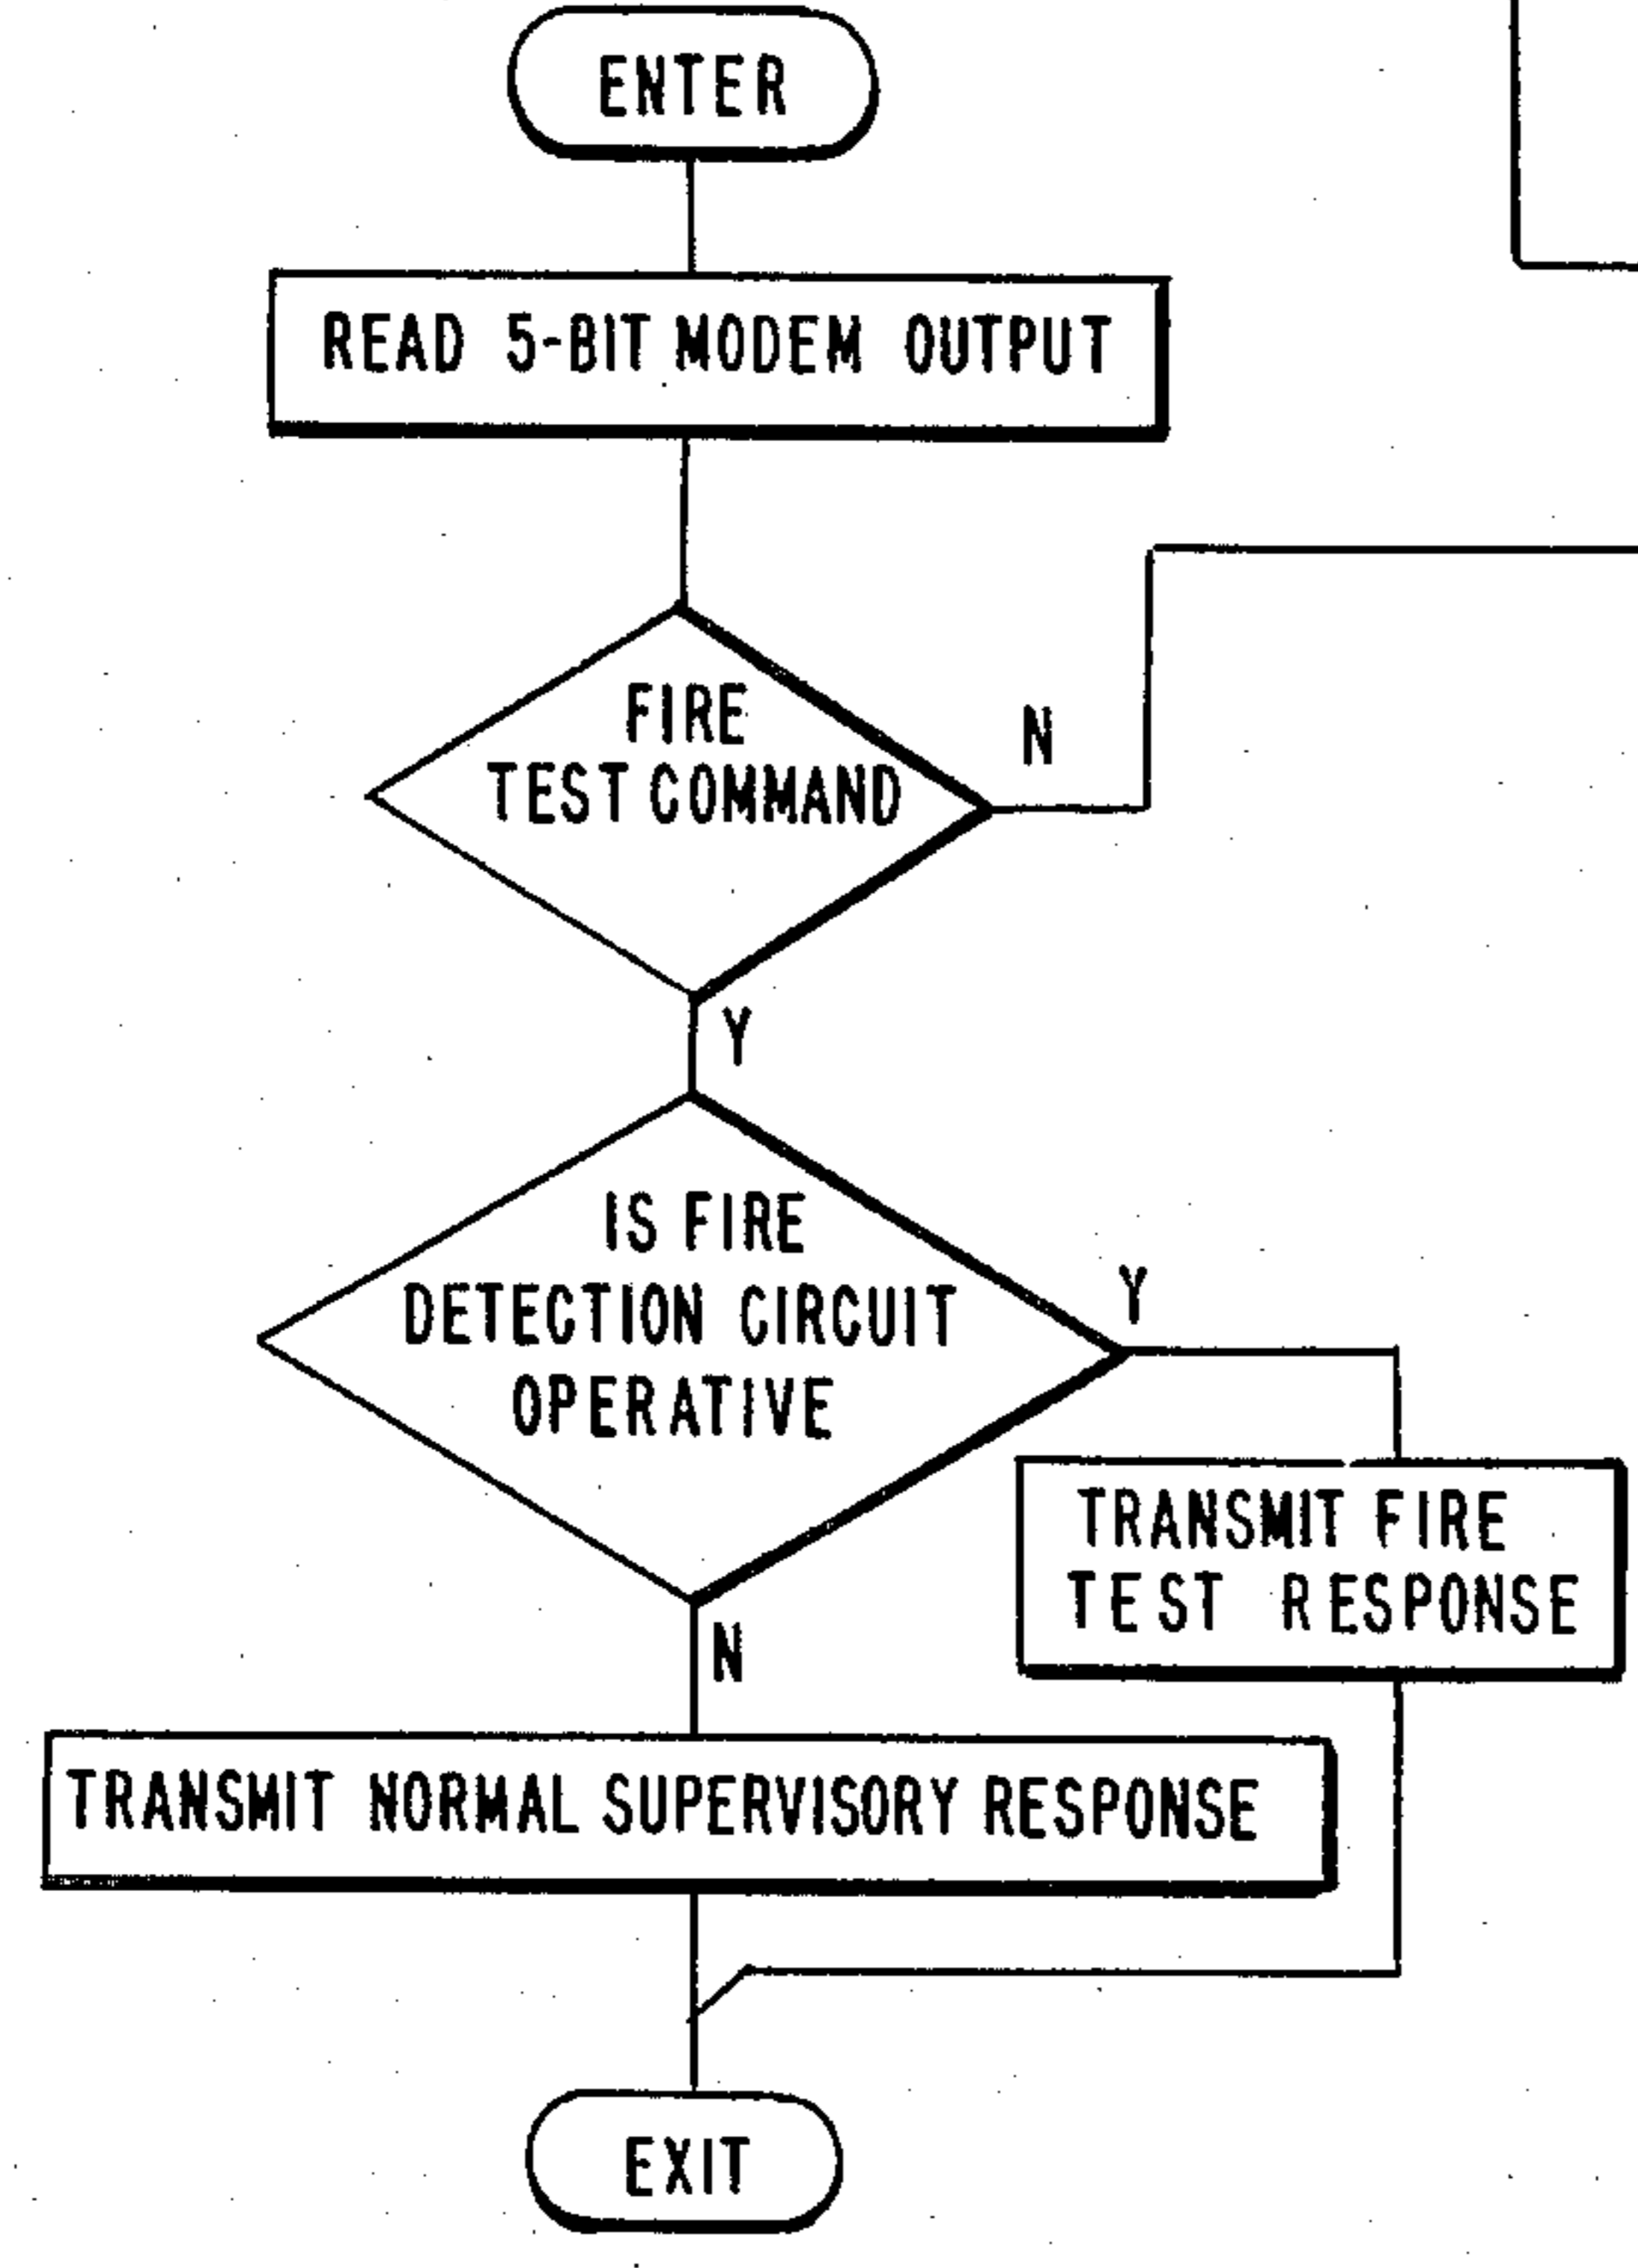 ENTER
READ 5-BIT MODEM OUTPUT
FIRE
TEST COMMAND
N
Y
IS FIRE
DETECTION CIRCUIT
OPERATIVE
Y
TRANSMIT FIRE
TEST RESPONSE
N
TRANSMIT NORMAL SUPERVISORY RESPONSE
EXIT